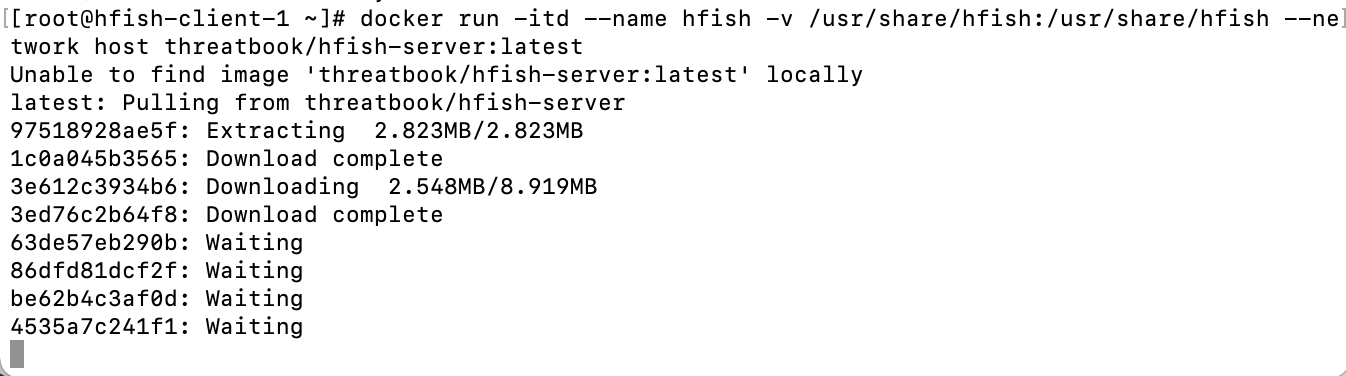 [[root@hfish-client-1 ~]# docker run -itd --name hfish -v /usr/share/hfish:/usr/share/hfish --ne]
twork host threatbook/hfish-server:latest
Unable to find image 'threatbook/hfish-server:latest' locally
latest: Pulling from threatbook/hfish-server
97518928ae5f: Extracting  2.823MB/2.823MB
1c0a045b3565: Download complete
3e612c3934b6: Downloading  2.548MB/8.919MB
3ed76c2b64f8: Download complete
63de57eb290b: Waiting
86dfd81dcf2f: Waiting
be62b4c3af0d: Waiting
4535a7c241f1: Waiting